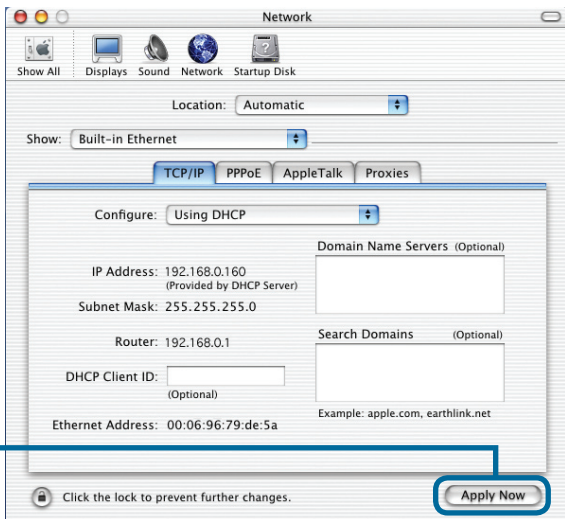 Network
Show All Displays Sound Network Startup Disk
Location: Automatic
Show: Built-in Ethernet
TCP/IP PPPoE AppleTalk Proxies
Configure: Using DHCP
Domain Name Servers (Optional)
IP Address: 192.168.0.160
(Provided by DHCP Server)
Subnet Mask: 255.255.255.0
Router: 192.168.0.1
Search Domains (Optional)
DHCP Client ID:
(Optional)
Example: apple.com, earthlink.net
Ethernet Address: 00:06:96:79:de:5a
Click the lock to prevent further changes.
Apply Now